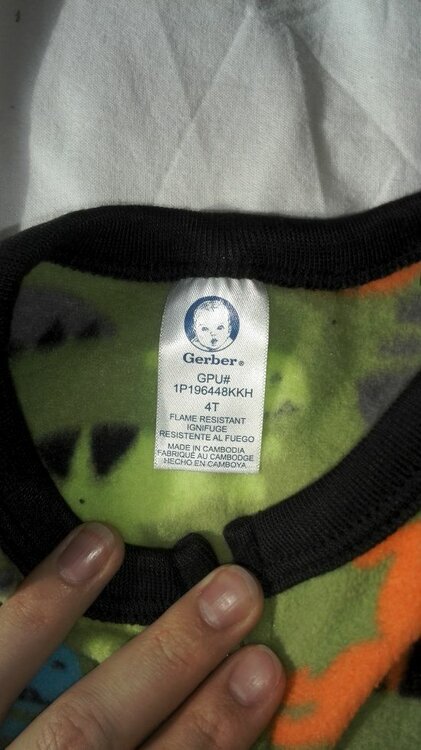 Gerber®
GPU#
1P196448KKH
4T
FLAME RESISTANT
IGNIFUGE
RESISTENTE AL FUEGO
MADE IN CAMBODIA
FABRIQUÉ AU CAMBODGE
HECHO EN CAMBOYA